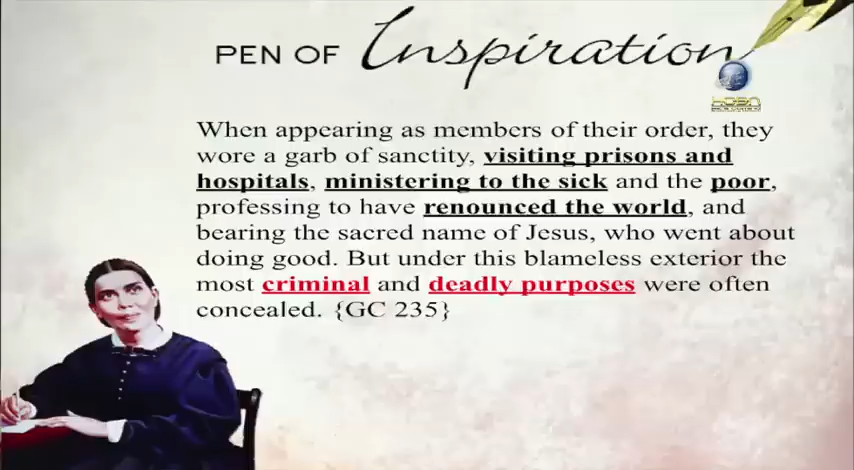 PEN OF Inspiration
When appearing as members of their order, they
wore a garb of sanctity, visiting prisons and
hospitals, ministering to the sick and the poor,
professing to have renounced the world, and
bearing the sacred name of Jesus, who went about
doing good. But under this blameless exterior the
most criminal and deadly purposes were often
concealed. {GC 235}